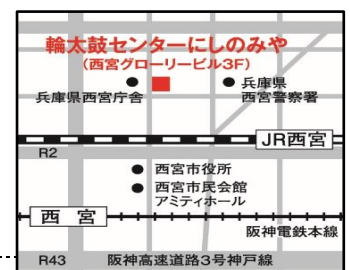 輪太鼓センターにしのみや
(西宮グローリービル3F)
兵庫県西宮庁舎
兵庫県
西宮警察署
JR西宮
R2
西宮市役所
西宮市民会館
アミティホール
西 宮
阪神電鉄本線
R43 阪神高速道路3号神戸線